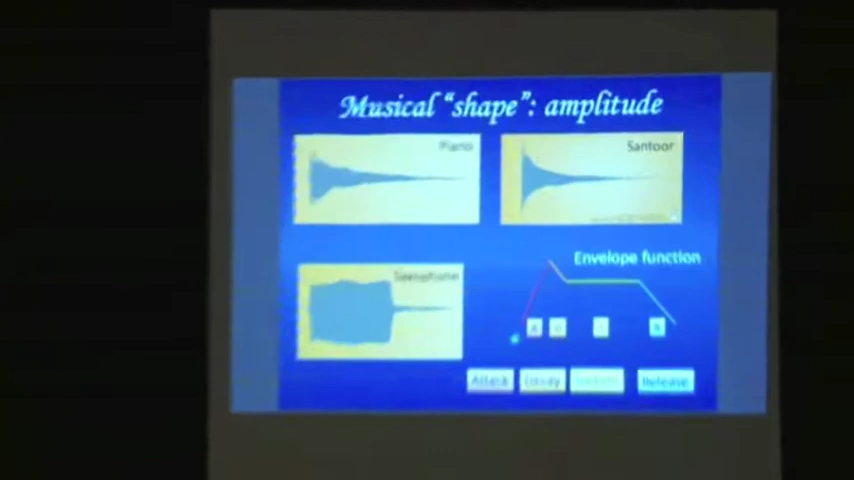 Musical "shape": amplitude
Piano
Santoor
Saxophone
Envelope function
A D R
Attack Decay Sustain Release